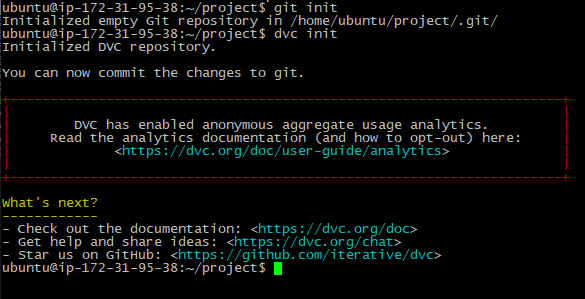 ubuntu@ip-172-31-95-38:~/project$ git init
Initialized empty Git repository in /home/ubuntu/project/.git/
ubuntu@ip-172-31-95-38:~/project$ dvc init
Initialized DVC repository.
You can now commit the changes to git.
DVC has enabled anonymous aggregate usage analytics.
Read the analytics documentation (and how to opt-out) here:
<https://dvc.org/doc/user-guide/analytics>
What's next?
------------
- Check out the documentation: <https://dvc.org/doc>
- Get help and share ideas: <https://dvc.org/chat>
- Star us on GitHub: <https://github.com/iterative/dvc>
ubuntu@ip-172-31-95-38:~/project$